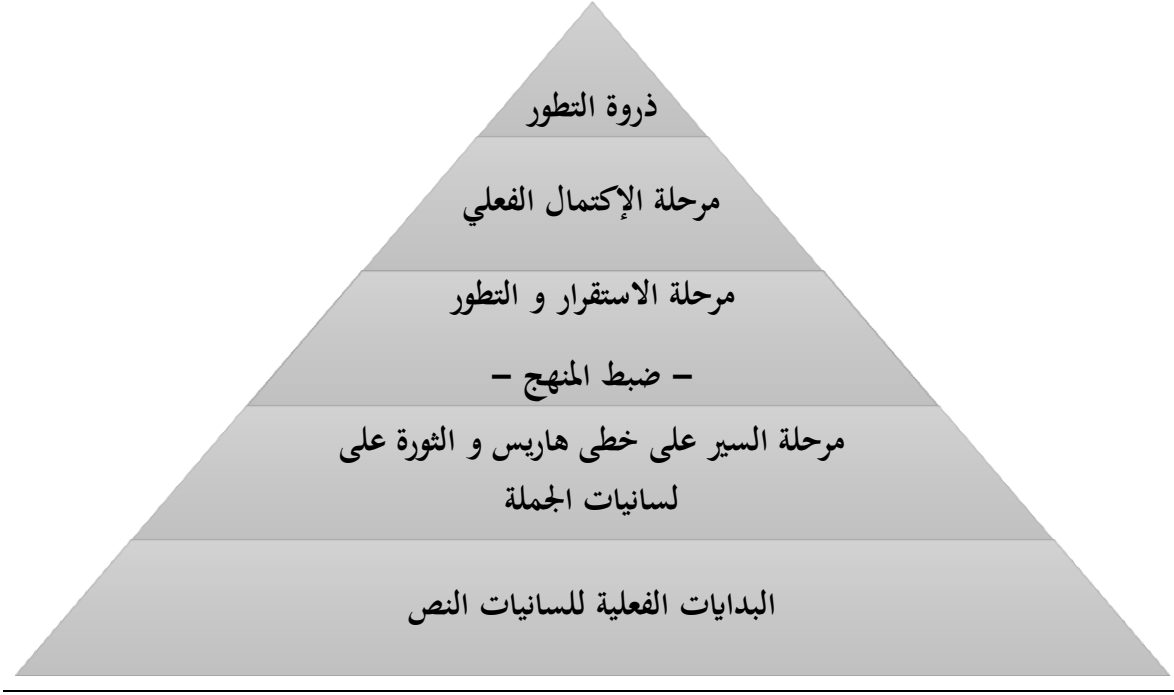 ذروة التطور
مرحلة الإكتمال الفعلي
مرحلة الاستقرار و التطور
– ضبط المنهج –
مرحلة السير على خطى هاريس و الثورة على
لسانيات الجملة
البدايات الفعلية للسانيات النص